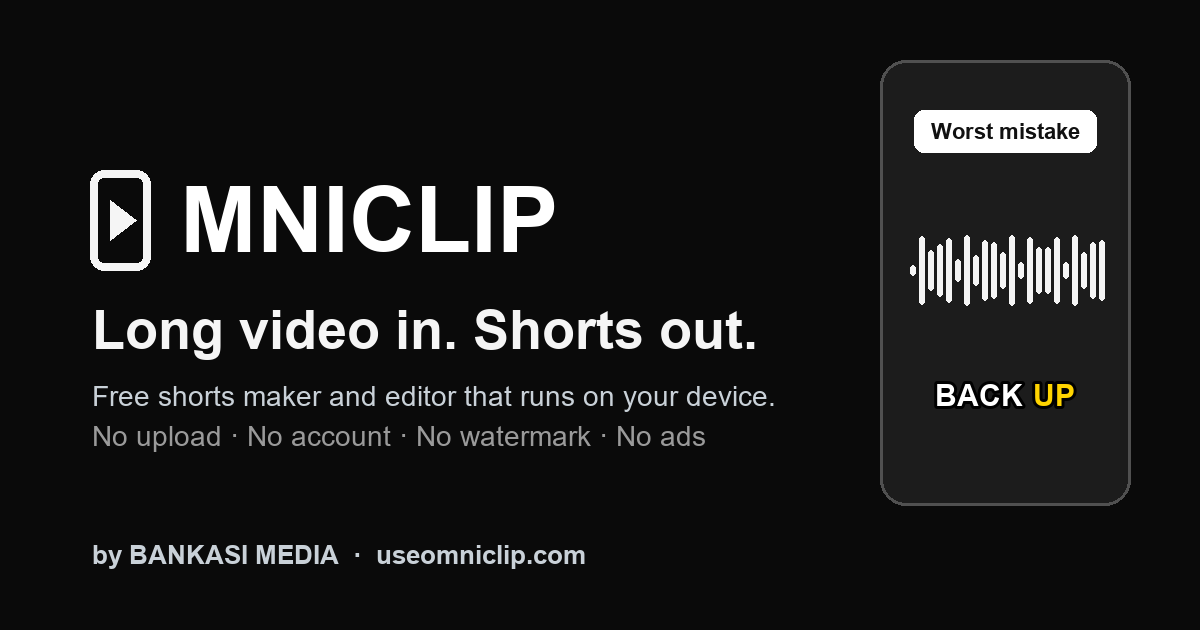 MNICLIP
Long video in. Shorts out.
Free shorts maker and editor that runs on your device.
No upload · No account · No watermark · No ads
by BANKASI MEDIA · useomniclip.com
Worst mistake
BACK UP